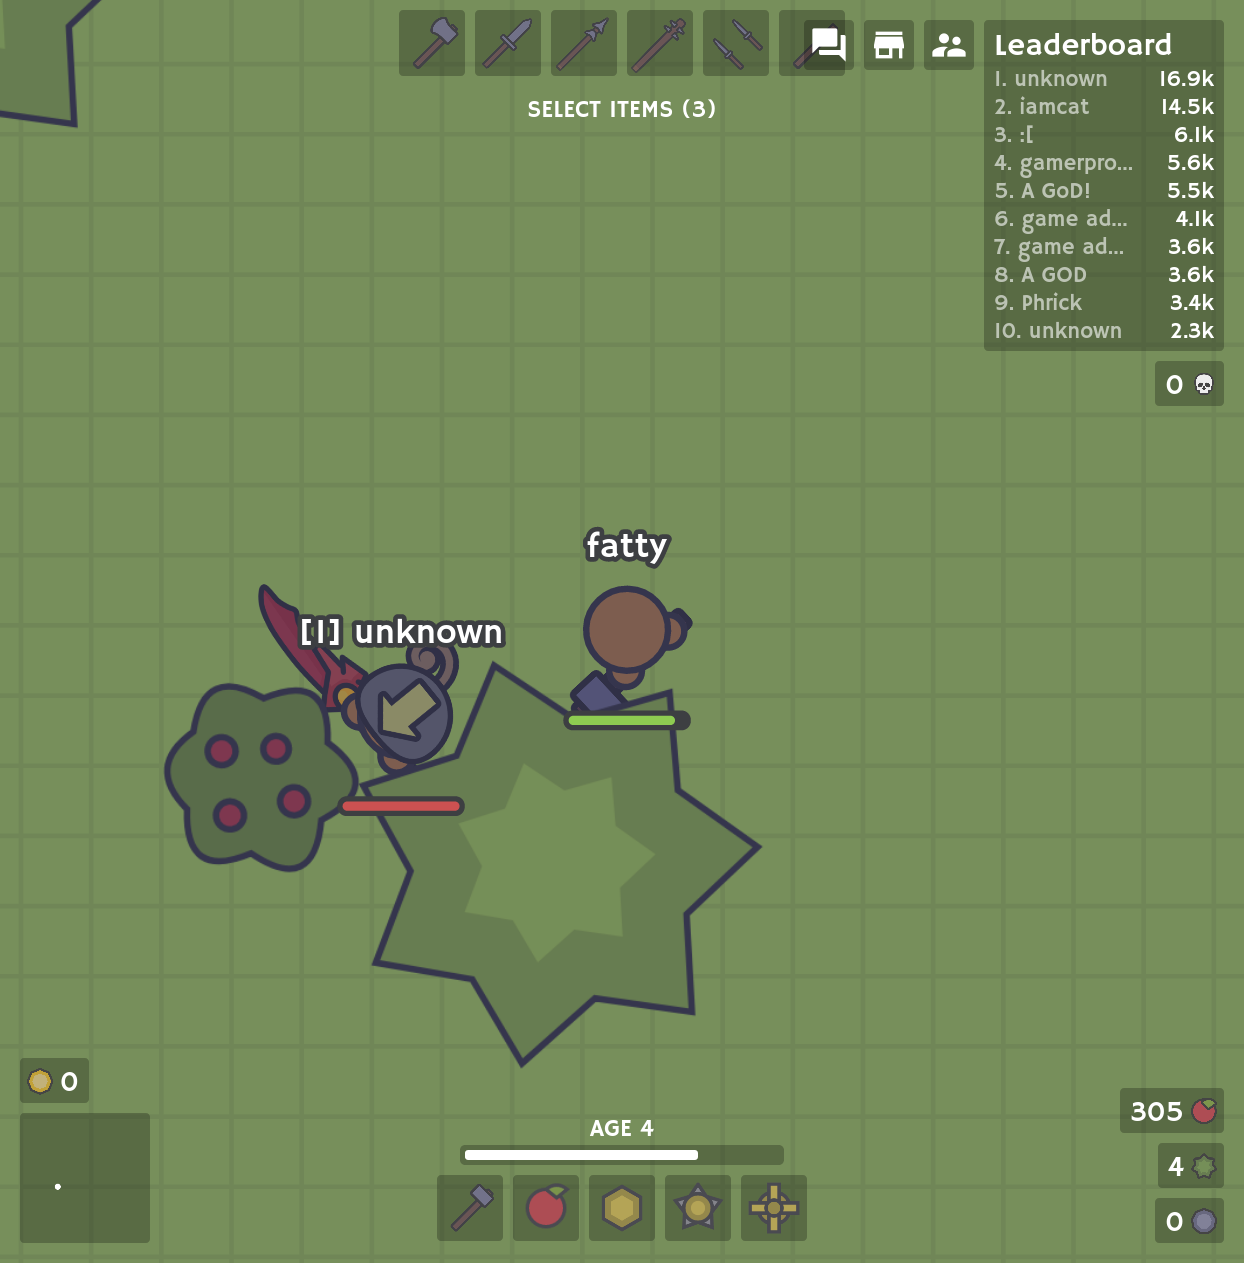 SELECT ITEMS (3)
Leaderboard
1. unknown 16.9k
2. iamcat 14.5k
3. :[ 6.1k
4. gamerpro... 5.6k
5. A GoD! 5.5k
6. game ad... 4.1k
7. game ad... 3.6k
8. A GOD 3.6k
9. Phrick 3.4k
10. unknown 2.3k
0
fatty
[I] unknown
0
305
AGE 4
4
0